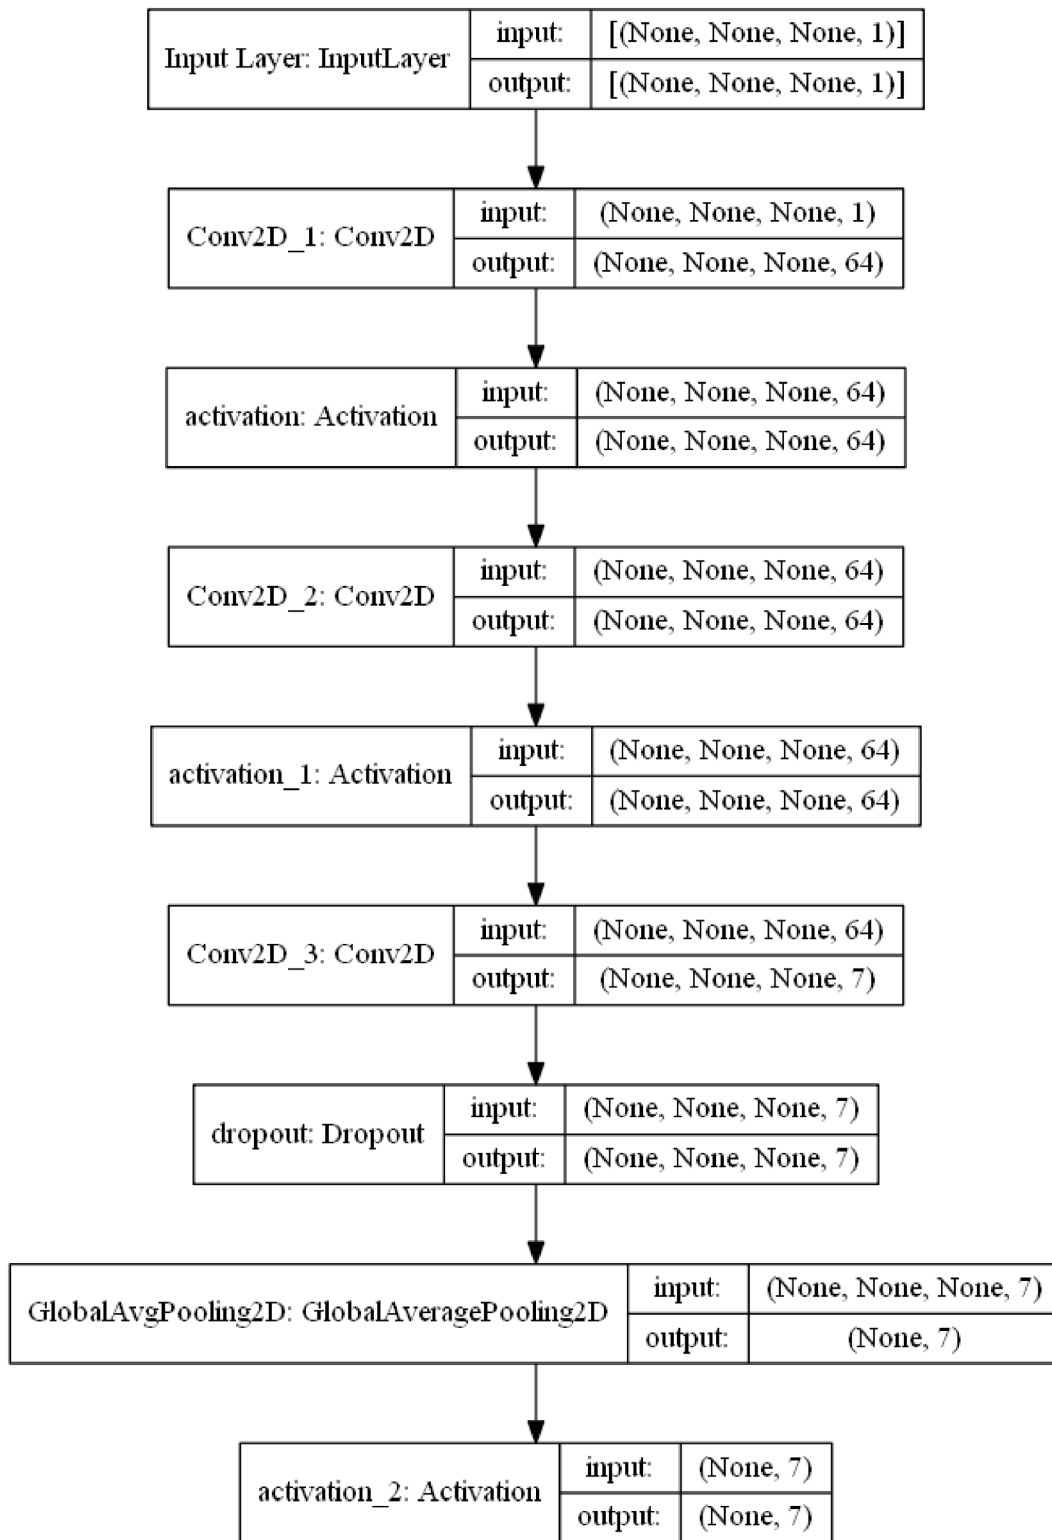 Input Layer: InputLayer
input:
[(None, None, None, 1)]
output:
[(None, None, None, 1)]
Conv2D_1: Conv2D
input:
(None, None, None, 1)
output:
(None, None, None, 64)
activation: Activation
input:
(None, None, None, 64)
output:
(None, None, None, 64)
Conv2D_2: Conv2D
input:
(None, None, None, 64)
output:
(None, None, None, 64)
activation_1: Activation
input:
(None, None, None, 64)
output:
(None, None, None, 64)
Conv2D_3: Conv2D
input:
(None, None, None, 64)
output:
(None, None, None, 7)
dropout: Dropout
input:
(None, None, None, 7)
output:
(None, None, None, 7)
GlobalAvgPooling2D: GlobalAveragePooling2D
input:
(None, None, None, 7)
output:
(None, 7)
activation_2: Activation
input:
(None, 7)
output:
(None, 7)